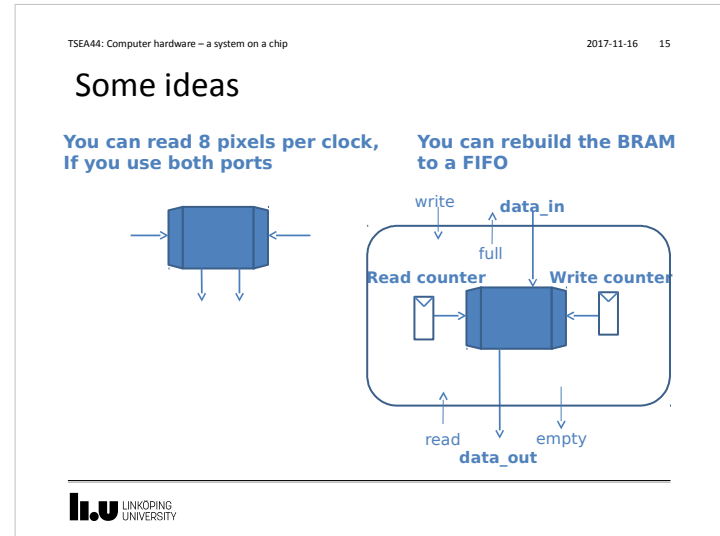 TSEA44: Computer hardware – a system on a chip 2017-11-16 15
Some ideas
You can read 8 pixels per clock,
If you use both ports
You can rebuild the BRAM
to a FIFO
write
data_in
full
Read counter
Write counter
read
empty
data_out
li.u LINKÖPING
UNIVERSITY